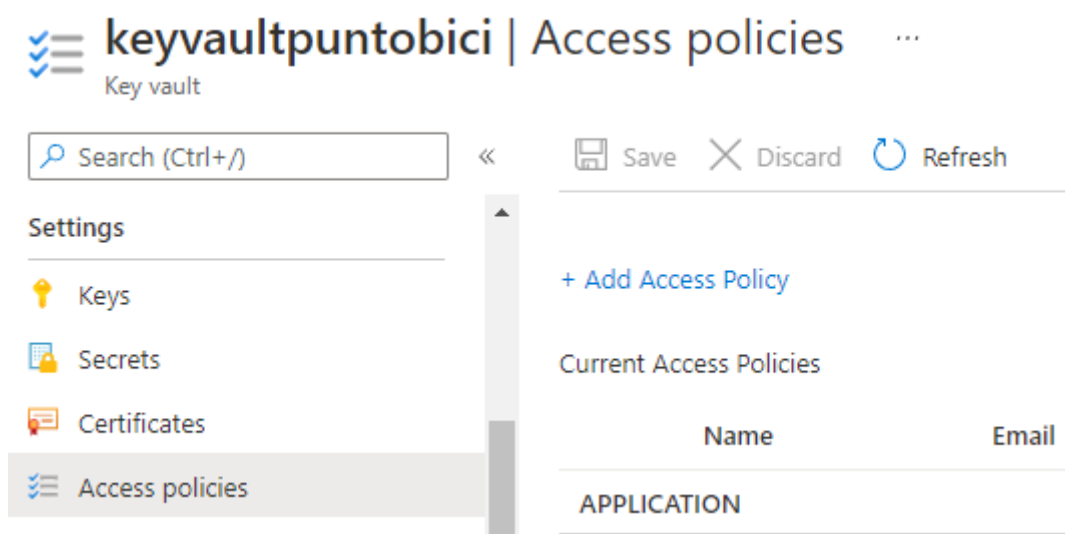 keyvaultpuntobici | Access policies ...
Key vault
Search (Ctrl+/) «
Save Discard Refresh
Settings
+ Add Access Policy
Keys
Secrets
Current Access Policies
Certificates
Name Email
Access policies
APPLICATION